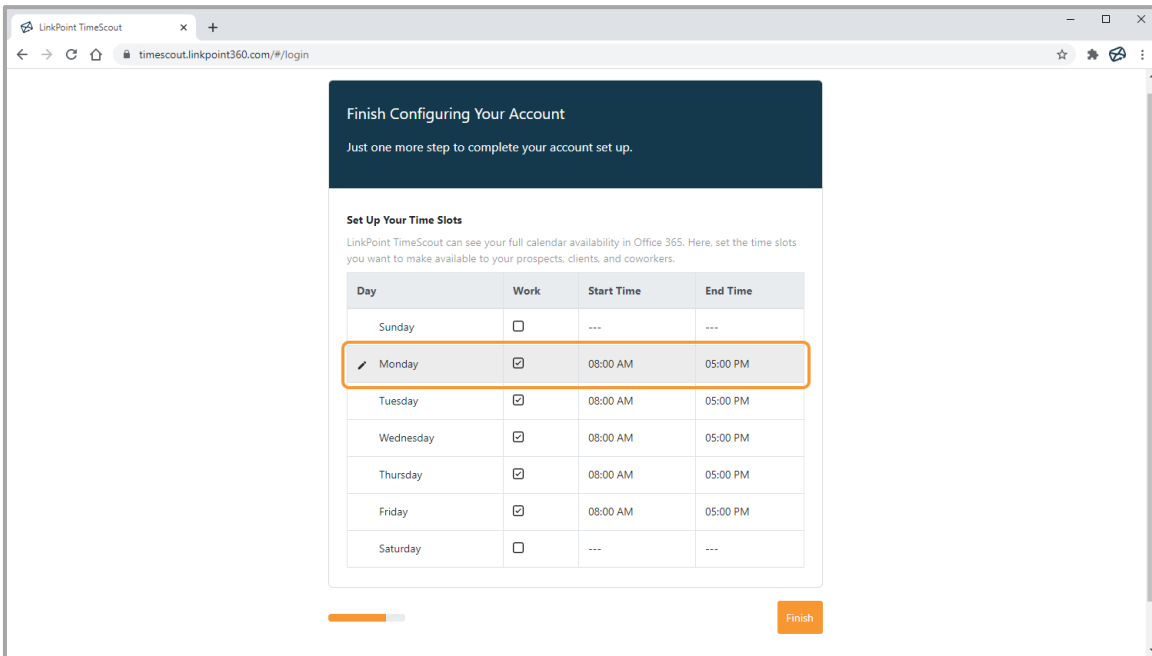 LinkPoint TimeScout
timescout.linkpoint360.com/#/login
Finish Configuring Your Account
Just one more step to complete your account set up.
Set Up Your Time Slots
LinkPoint TimeScout can see your full calendar availability in Office 365. Here, set the time slots
you want to make available to your prospects, clients, and coworkers.
Day Work Start Time End Time
Sunday --- ---
Monday 08:00 AM 05:00 PM
Tuesday 08:00 AM 05:00 PM
Wednesday 08:00 AM 05:00 PM
Thursday 08:00 AM 05:00 PM
Friday 08:00 AM 05:00 PM
Saturday --- ---
Finish